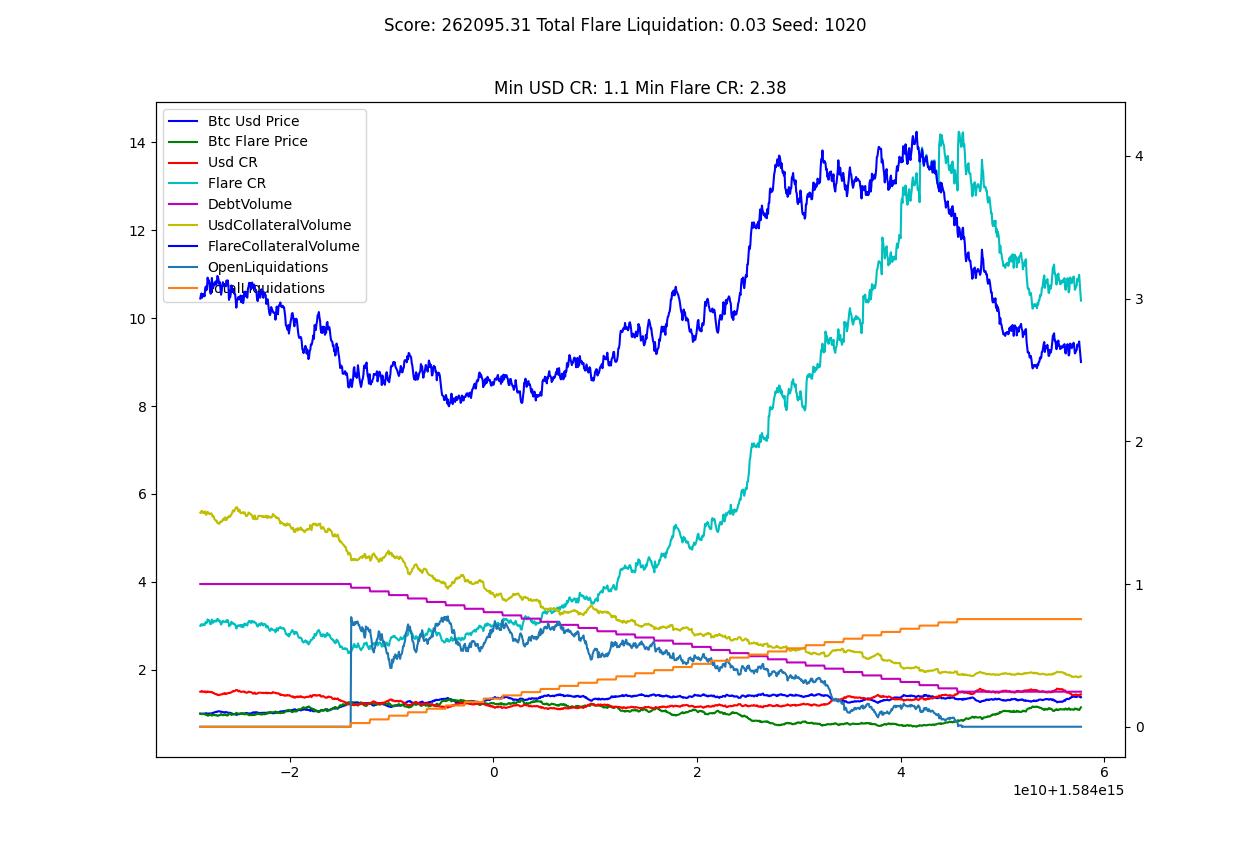 Score: 262095.31 Total Flare Liquidation: 0.03 Seed: 1020
Min USD CR: 1.1 Min Flare CR: 2.38
Btc Usd Price
Btc Flare Price
Usd CR
Flare CR
DebtVolume
UsdCollateralVolume
FlareCollateralVolume
OpenLiquidations
TotalLiquidations
14
12
10
8
6
4
2
4
3
2
1
0
−2
0
2
4
6
1e10+1.584e15